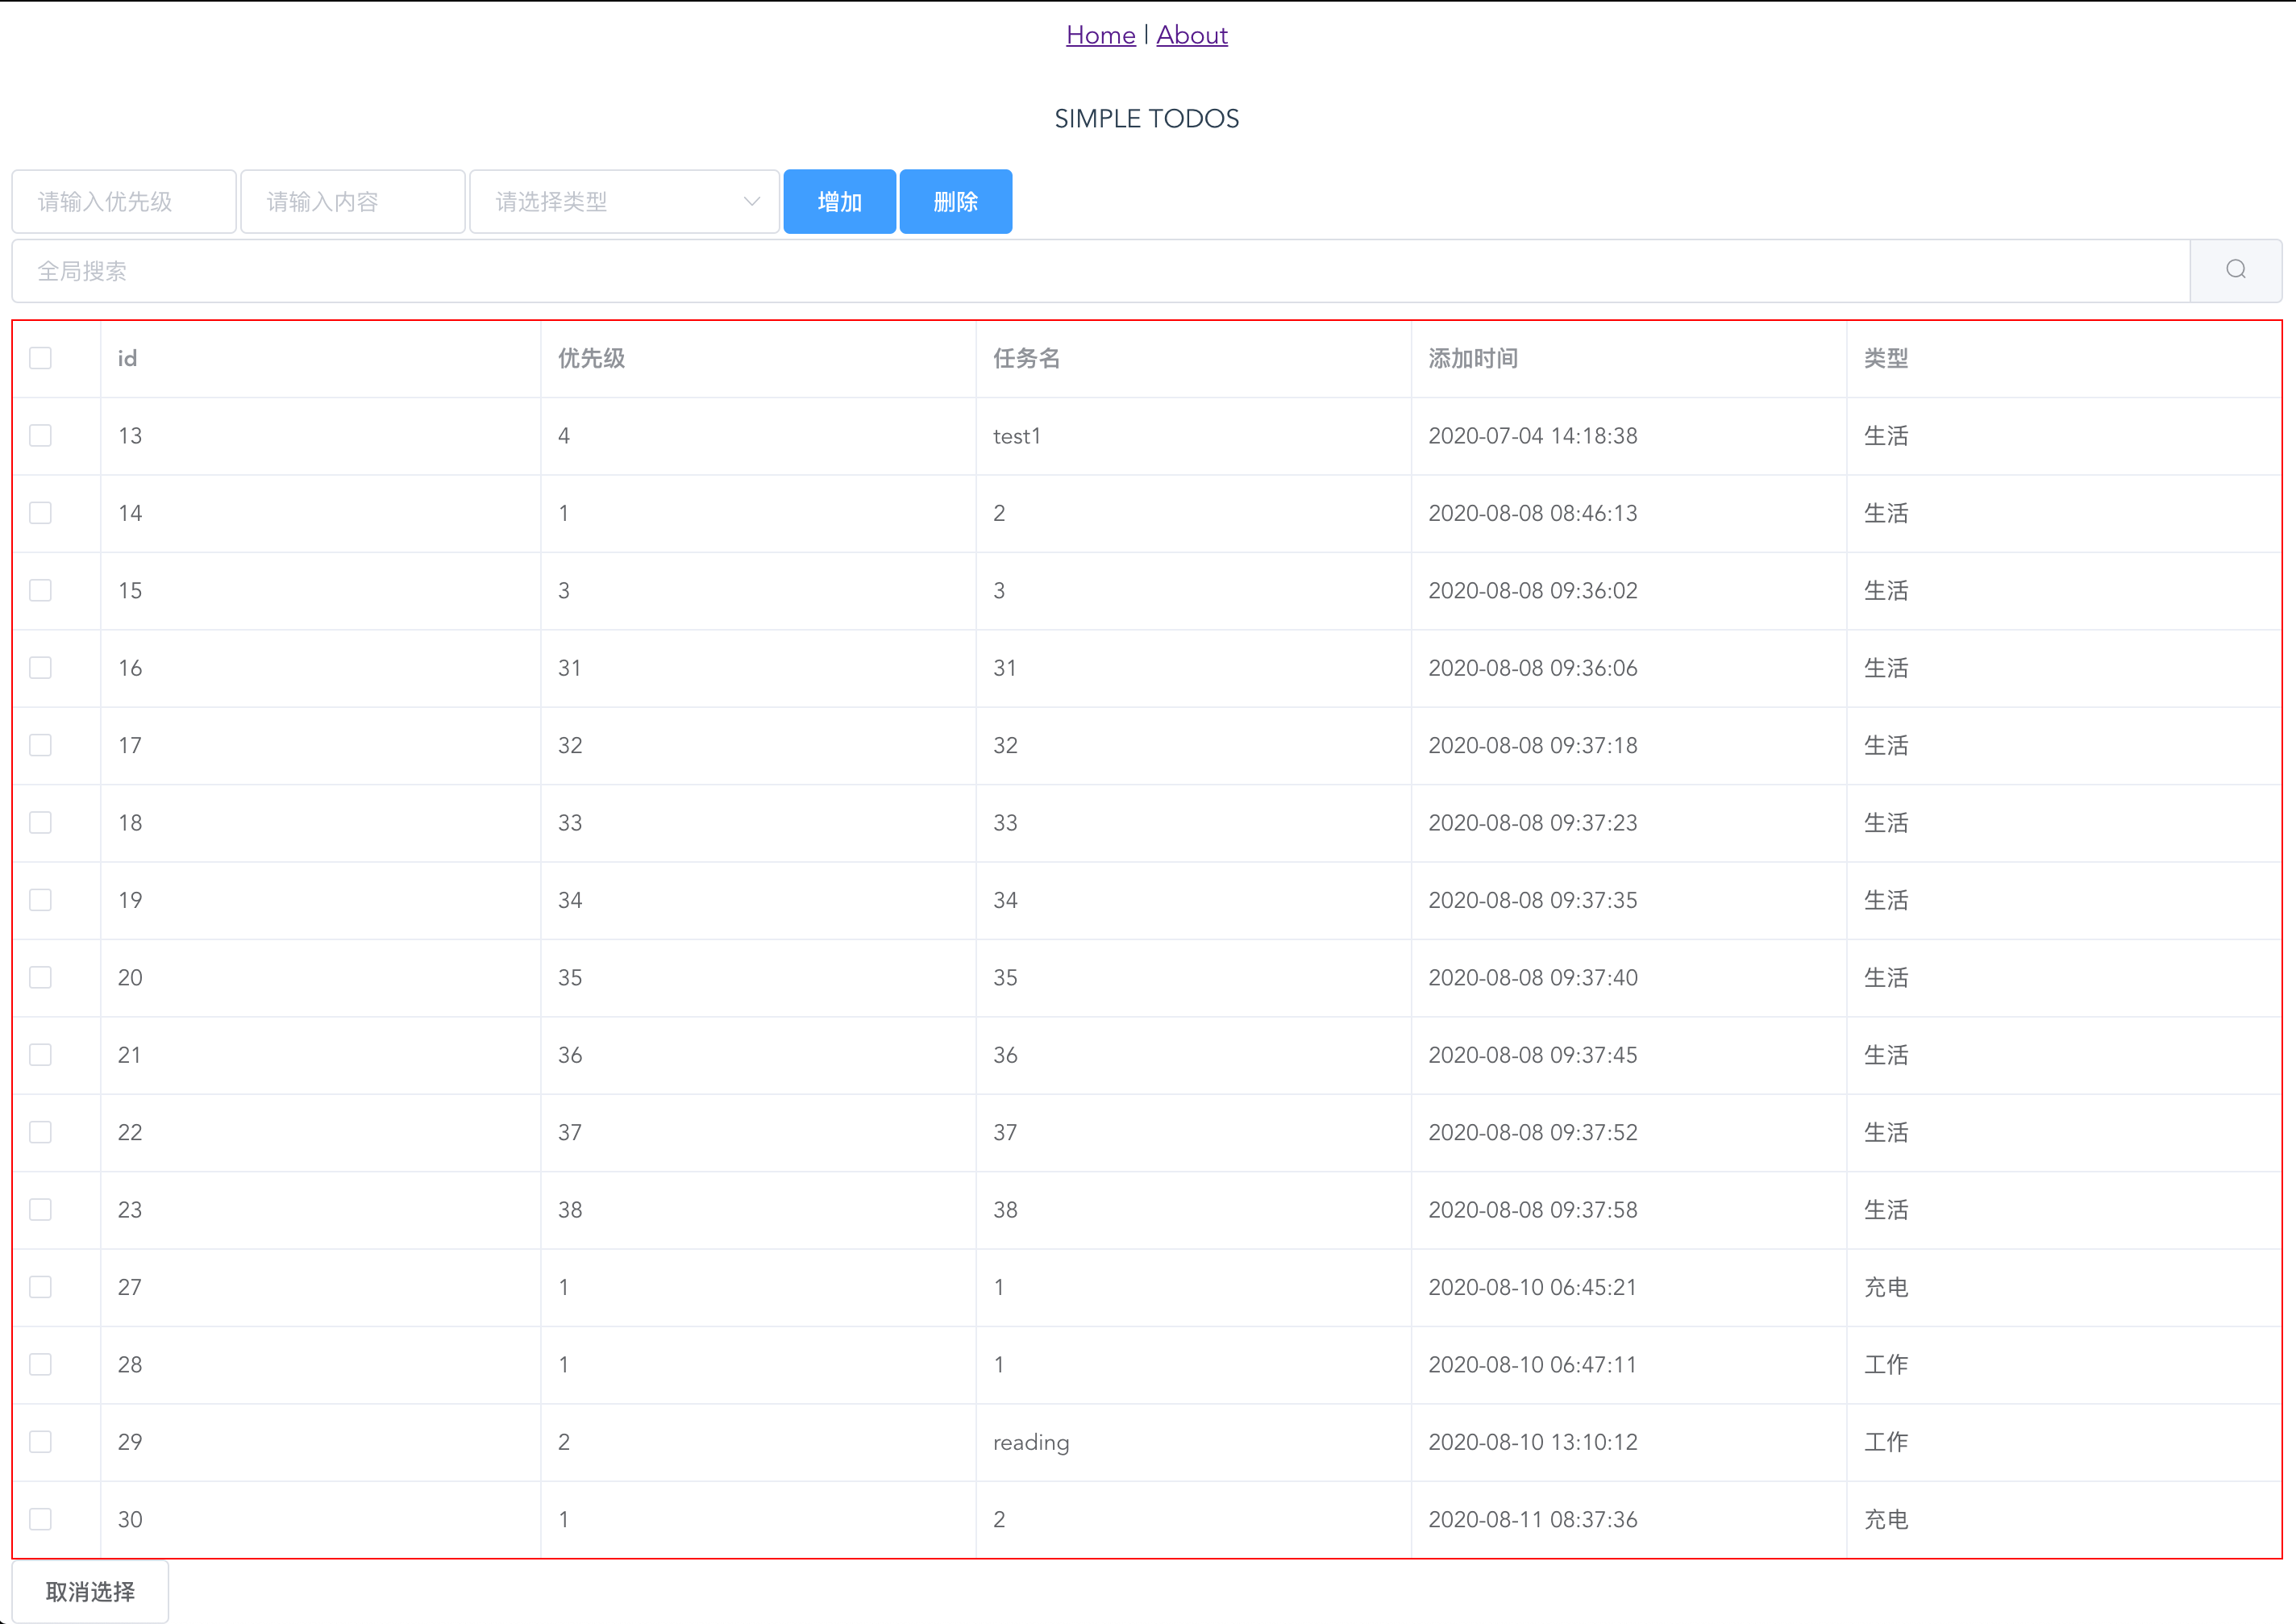 Home | About
SIMPLE TODOS
请输入优先级 请输入内容 请选择类型 增加 删除
全局搜索
id 优先级 任务名 添加时间 类型
13 4 test1 2020-07-04 14:18:38 生活
14 1 2 2020-08-08 08:46:13 生活
15 3 3 2020-08-08 09:36:02 生活
16 31 31 2020-08-08 09:36:06 生活
17 32 32 2020-08-08 09:37:18 生活
18 33 33 2020-08-08 09:37:23 生活
19 34 34 2020-08-08 09:37:35 生活
20 35 35 2020-08-08 09:37:40 生活
21 36 36 2020-08-08 09:37:45 生活
22 37 37 2020-08-08 09:37:52 生活
23 38 38 2020-08-08 09:37:58 生活
27 1 1 2020-08-10 06:45:21 充电
28 1 1 2020-08-10 06:47:11 工作
29 2 reading 2020-08-10 13:10:12 工作
30 1 2 2020-08-11 08:37:36 充电
取消选择